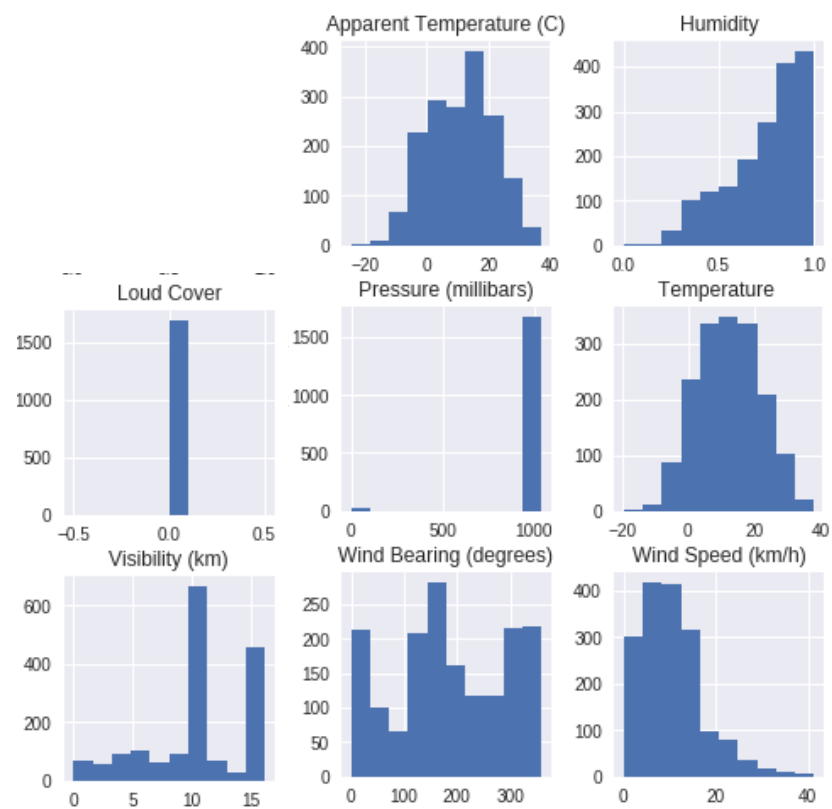 Apparent Temperature (C)
Humidity
400
300
200
100
0
−20 0 20 40
400
300
200
100
0
0.0 0.5 1.0
Loud Cover
Pressure (millibars)
Temperature
1500
1000
500
0
−0.5 0.0 0.5
1500
1000
500
0
0 500 1000
300
200
100
0
−20 0 20 40
Visibility (km)
Wind Bearing (degrees)
Wind Speed (km/h)
600
400
200
0
0 5 10 15
250
200
150
100
50
0
0 100 200 300
400
300
200
100
0
0 20 40